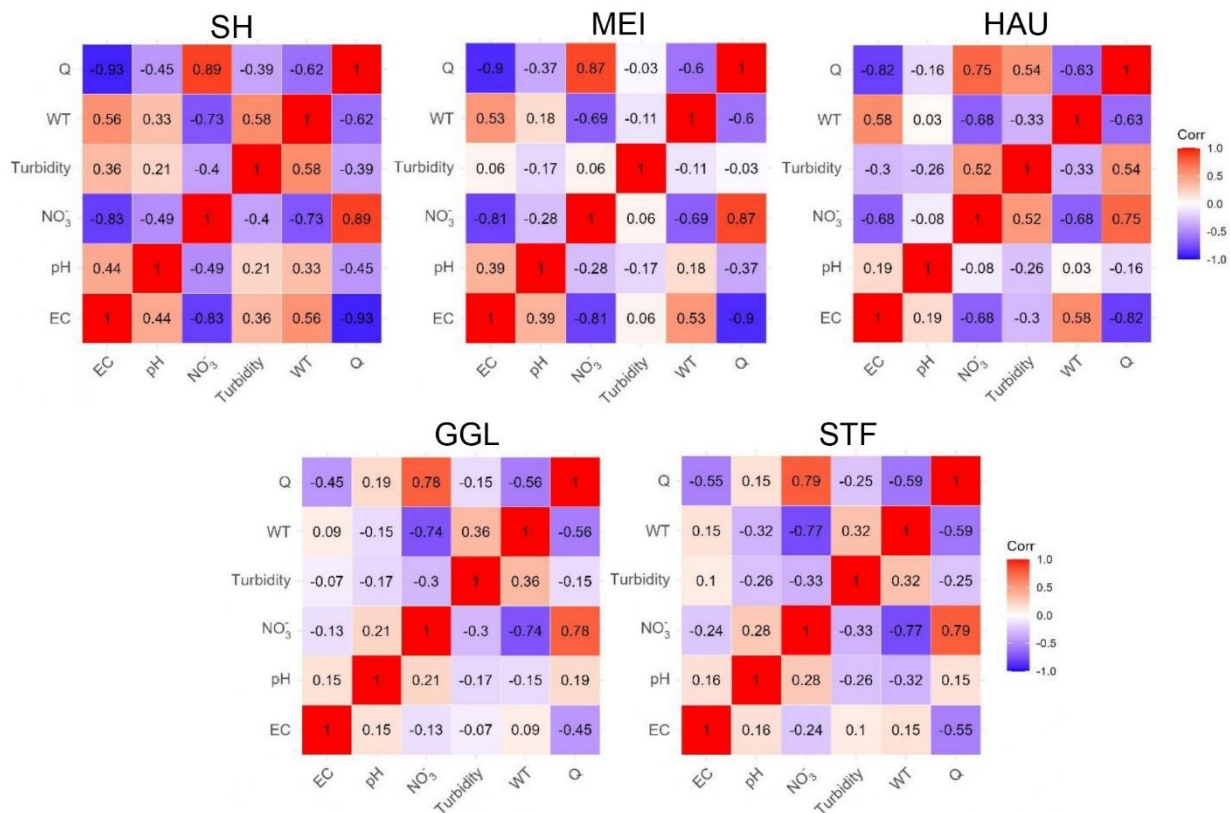 SH
Q -0.93 -0.45 0.89 -0.39 -0.62 1
WT 0.56 0.33 -0.73 0.58 1 -0.62
Turbidity 0.36 0.21 -0.4 1 0.58 -0.39
NO₃⁻ -0.83 -0.49 1 -0.4 -0.73 0.89
pH 0.44 1 -0.49 0.21 0.33 -0.45
EC 1 0.44 -0.83 0.36 0.56 -0.93
EC pH NO₃⁻ Turbidity WT Q
MEI
Q -0.9 -0.37 0.87 -0.03 -0.6 1
WT 0.53 0.18 -0.69 -0.11 1 -0.6
Turbidity 0.06 -0.17 0.06 1 -0.11 -0.03
NO₃⁻ -0.81 -0.28 1 0.06 -0.69 0.87
pH 0.39 1 -0.28 -0.17 0.18 -0.37
EC 1 0.39 -0.81 0.06 0.53 -0.9
EC pH NO₃⁻ Turbidity WT Q
HAU
Q -0.82 -0.16 0.75 0.54 -0.63 1
WT 0.58 0.03 -0.68 -0.33 1 -0.63
Turbidity -0.3 -0.26 0.52 1 -0.33 0.54
NO₃⁻ -0.68 -0.08 1 0.52 -0.68 0.75
pH 0.19 1 -0.08 -0.26 0.03 -0.16
EC 1 0.19 -0.68 -0.3 0.58 -0.82
EC pH NO₃⁻ Turbidity WT Q
Corr
1.0
0.5
0.0
-0.5
-1.0
GGL
Q -0.45 0.19 0.78 -0.15 -0.56 1
WT 0.09 -0.15 -0.74 0.36 1 -0.56
Turbidity -0.07 -0.17 -0.3 1 0.36 -0.15
NO₃⁻ -0.13 0.21 1 -0.3 -0.74 0.78
pH 0.15 1 0.21 -0.17 -0.15 0.19
EC 1 0.15 -0.13 -0.07 0.09 -0.45
EC pH NO₃⁻ Turbidity WT Q
STF
Q -0.55 0.15 0.79 -0.25 -0.59 1
WT 0.15 -0.32 -0.77 0.32 1 -0.59
Turbidity 0.1 -0.26 -0.33 1 0.32 -0.25
NO₃⁻ -0.24 0.28 1 -0.33 -0.77 0.79
pH 0.16 1 0.28 -0.26 -0.32 0.15
EC 1 0.16 -0.24 0.1 0.15 -0.55
EC pH NO₃⁻ Turbidity WT Q
Corr
1.0
0.5
0.0
-0.5
-1.0